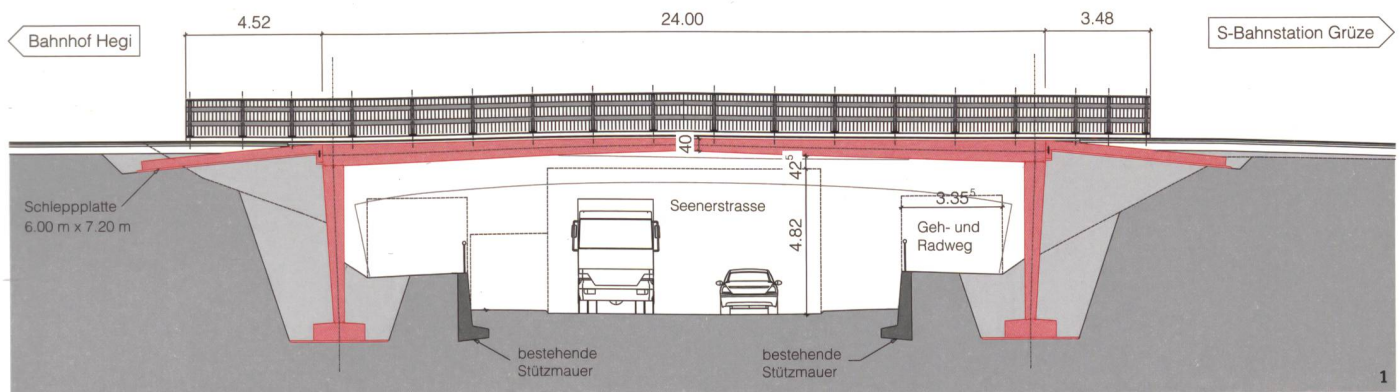 4.52
24.00
3.48
Bahnhof Hegi
S-Bahnstation Grüze
40
42⁵
Schleppplatte
6.00 m x 7.20 m
Seenerstrasse
4.82
3.35⁵
Geh- und
Radweg
bestehende
Stützmauer
bestehende
Stützmauer
1